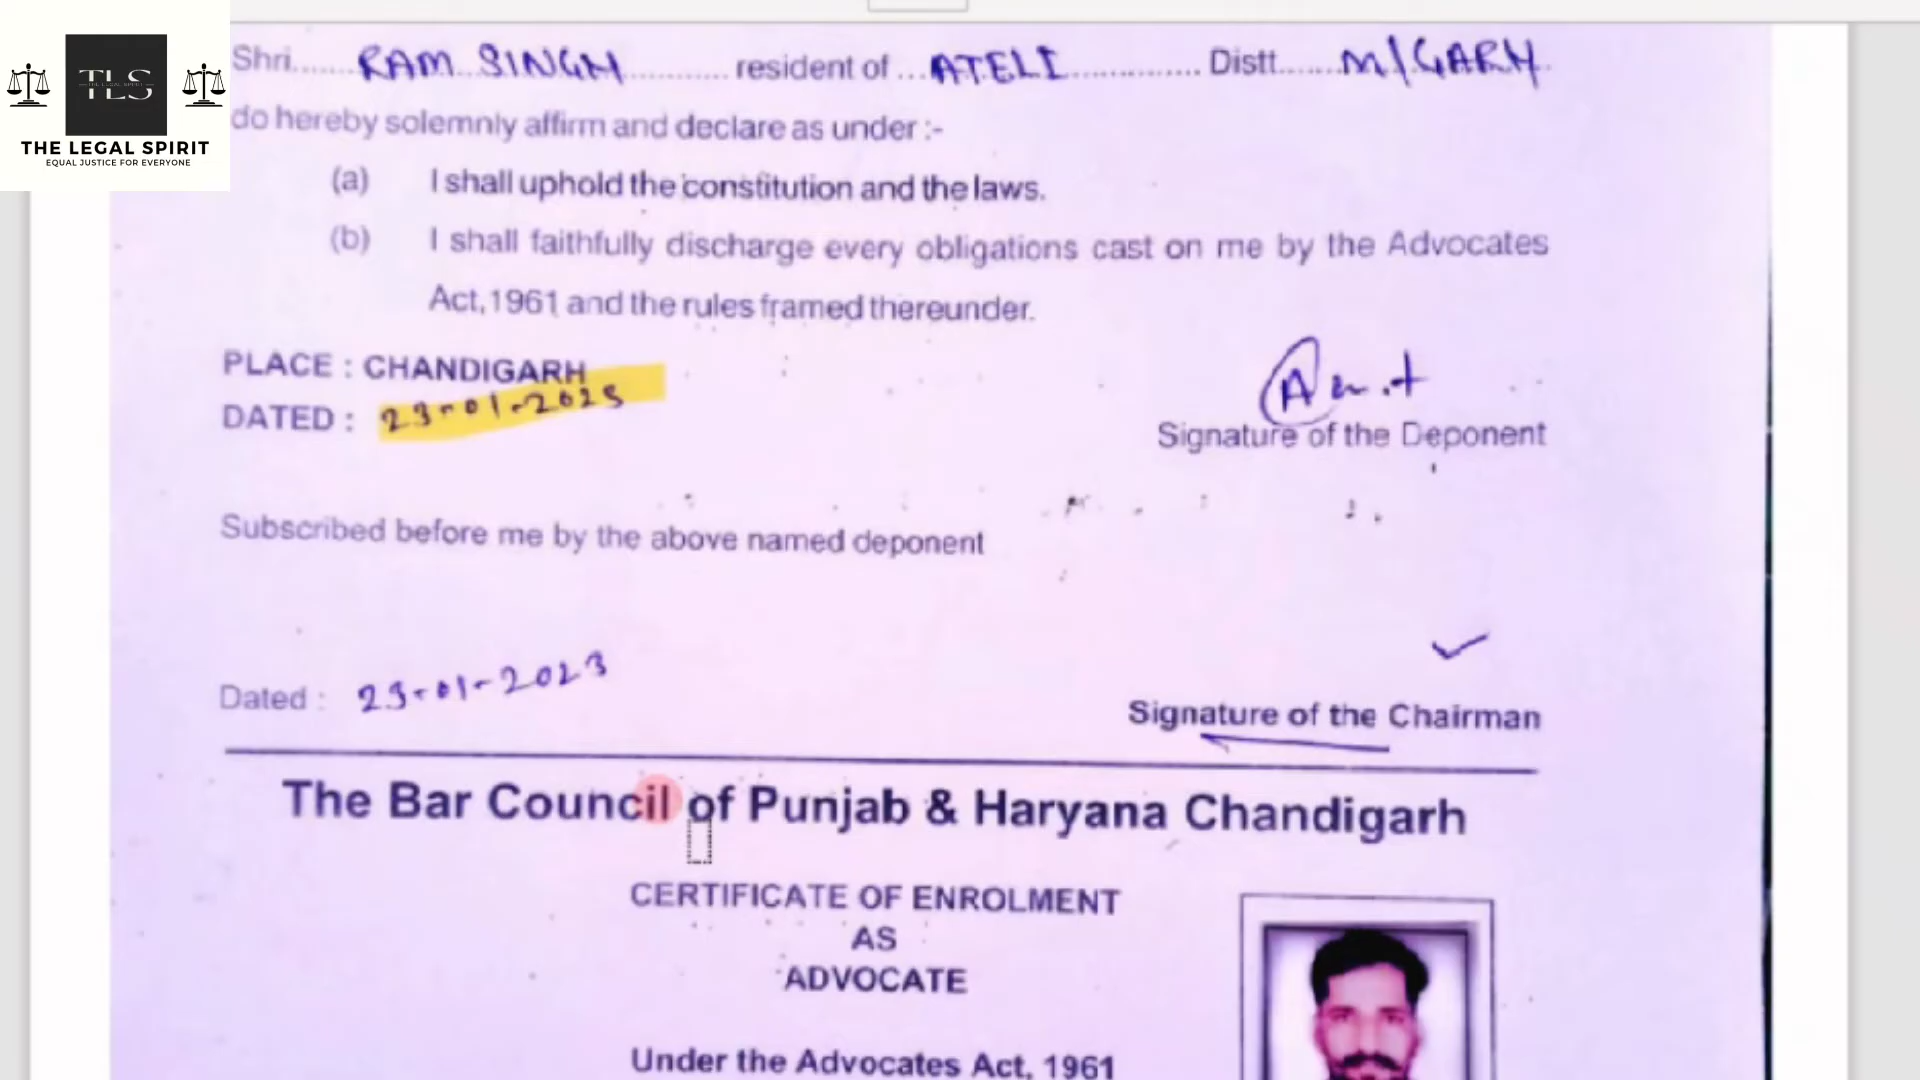 Shri...... RAM SINGH ............ resident of ... ATELI ............... Distt....... M/GARH
do hereby solemnly affirm and declare as under :-
(a) I shall uphold the constitution and the laws.
(b) I shall faithfully discharge every obligations cast on me by the Advocates
Act,1961 and the rules framed thereunder.
PLACE : CHANDIGARH
DATED : 23-01-2023
Signature of the Deponent
Subscribed before me by the above named deponent
Dated : 23-01-2023
Signature of the Chairman
The Bar Council of Punjab & Haryana Chandigarh
CERTIFICATE OF ENROLMENT
AS
ADVOCATE
Under the Advocates Act, 1961
TLS
THE LEGAL SPIRIT
EQUAL JUSTICE FOR EVERYONE